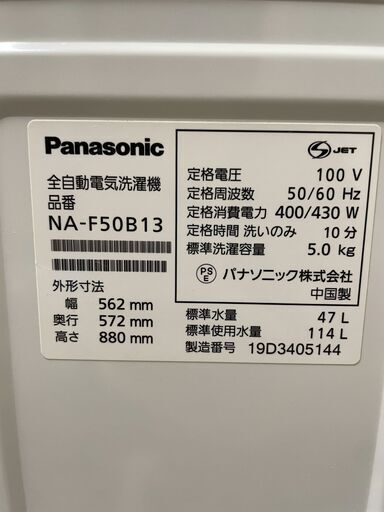 Panasonic
全自動電気洗濯機
品番
NA-F50B13
外形寸法
幅 562 mm
奥行 572 mm
高さ 880 mm
S JET
定格電圧 100 V
定格周波数 50/60 Hz
定格消費電力 400/430 W
定格時間 洗いのみ 10 分
標準洗濯容量 5.0 kg
PS E パナソニック株式会社
中国製
標準水量 47 L
標準使用水量 114 L
製造番号 19D3405144